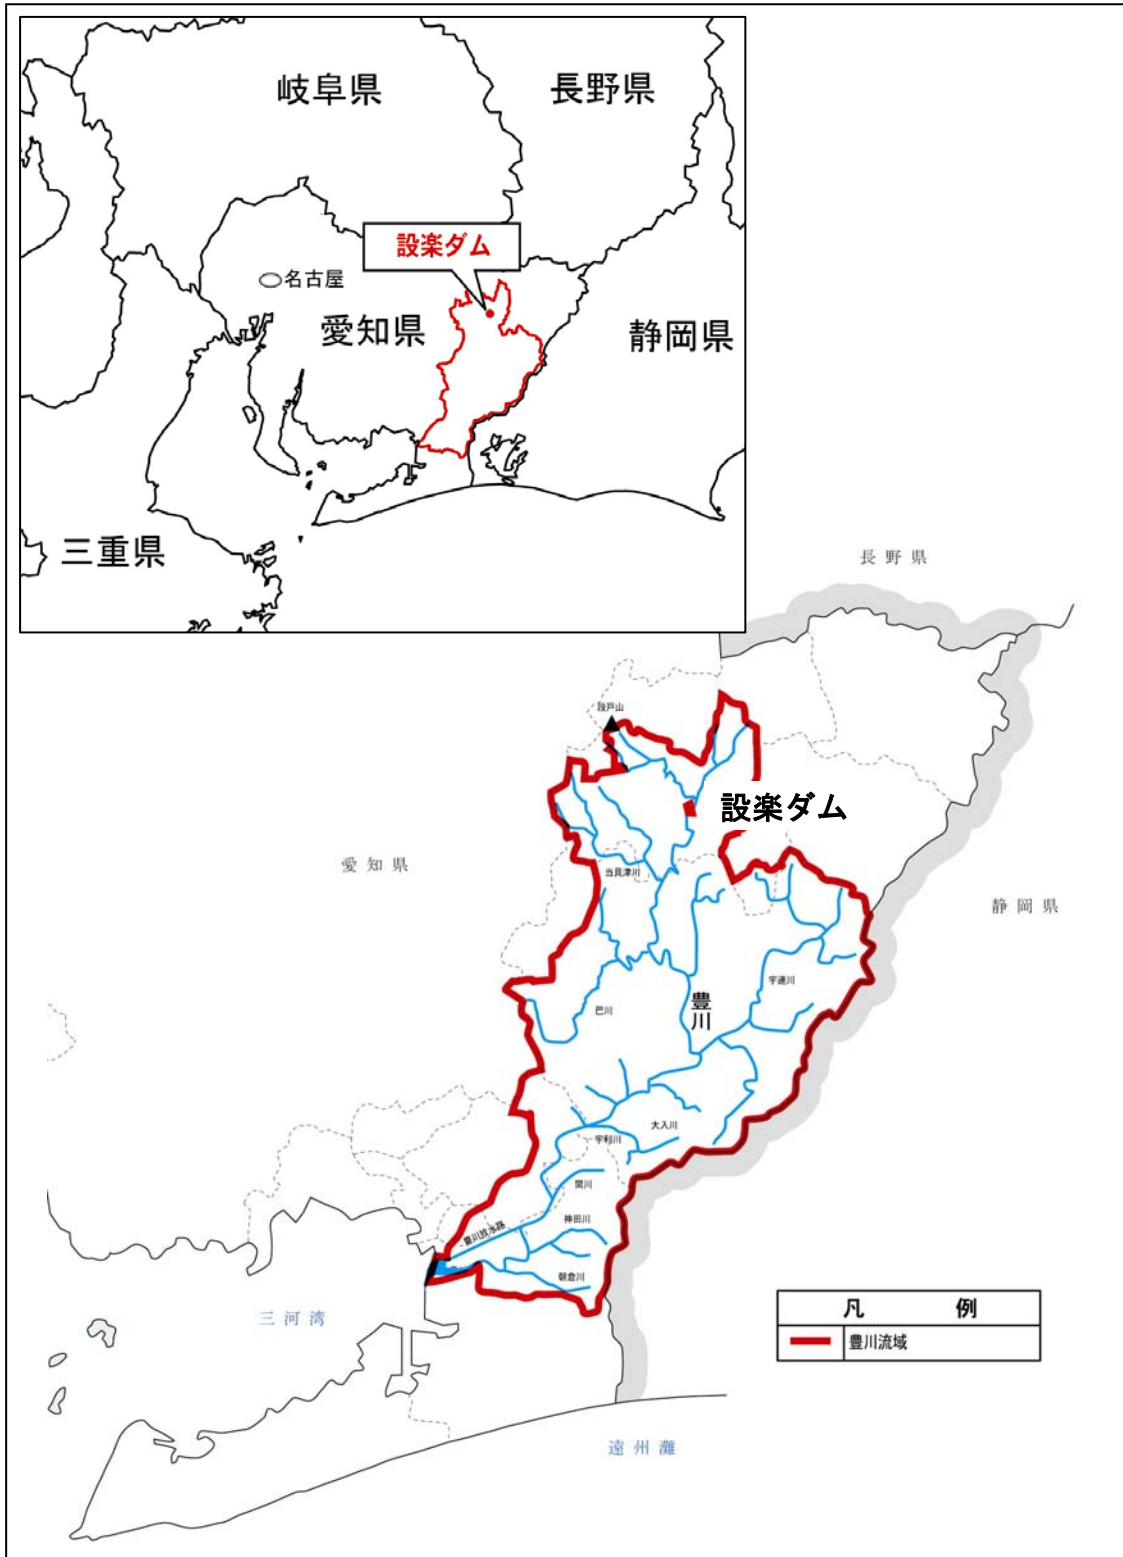 岐阜県
長野県
設楽ダム
名古屋
愛知県
静岡県
三重県
長野県
段戸山
設楽ダム
愛知県
当貝津川
静岡県
宇連川
豊川
巴川
大入川
宇利川
間川
神田川
豊川放水路
朝倉川
三河湾
凡例
豊川流域
遠州灘